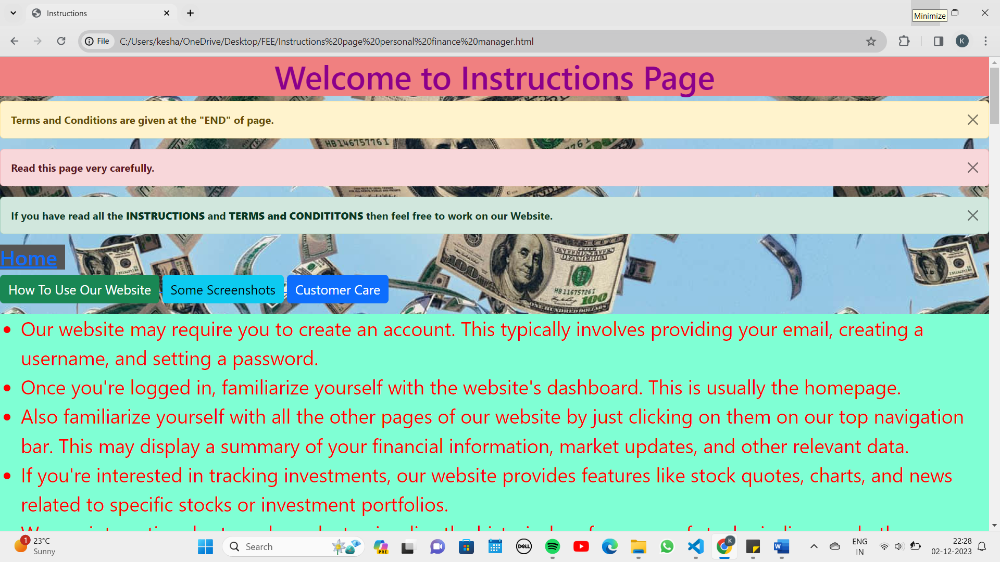 Instructions
Minimize
File
C:/Users/kesha/OneDrive/Desktop/FEE/Instructions%20page%20personal%20finance%20manager.html
K
Welcome to Instructions Page
Terms and Conditions are given at the "END" of page.
HB14675776I
Read this page very carefully.
If you have read all the INSTRUCTIONS and TERMS and CONDITITONS then feel free to work on our Website.
Home
HB11675726I
100
How To Use Our Website
Some Screenshots
Customer Care
Our website may require you to create an account. This typically involves providing your email, creating a
username, and setting a password.
Once you're logged in, familiarize yourself with the website's dashboard. This is usually the homepage.
Also familiarize yourself with all the other pages of our website by just clicking on them on our top navigation
bar. This may display a summary of your financial information, market updates, and other relevant data.
If you're interested in tracking investments, our website provides features like stock quotes, charts, and news
related to specific stocks or investment portfolios.
1
23°C
Sunny
Search
PRE
DELL
K
W
ENG
IN
22:28
02-12-2023